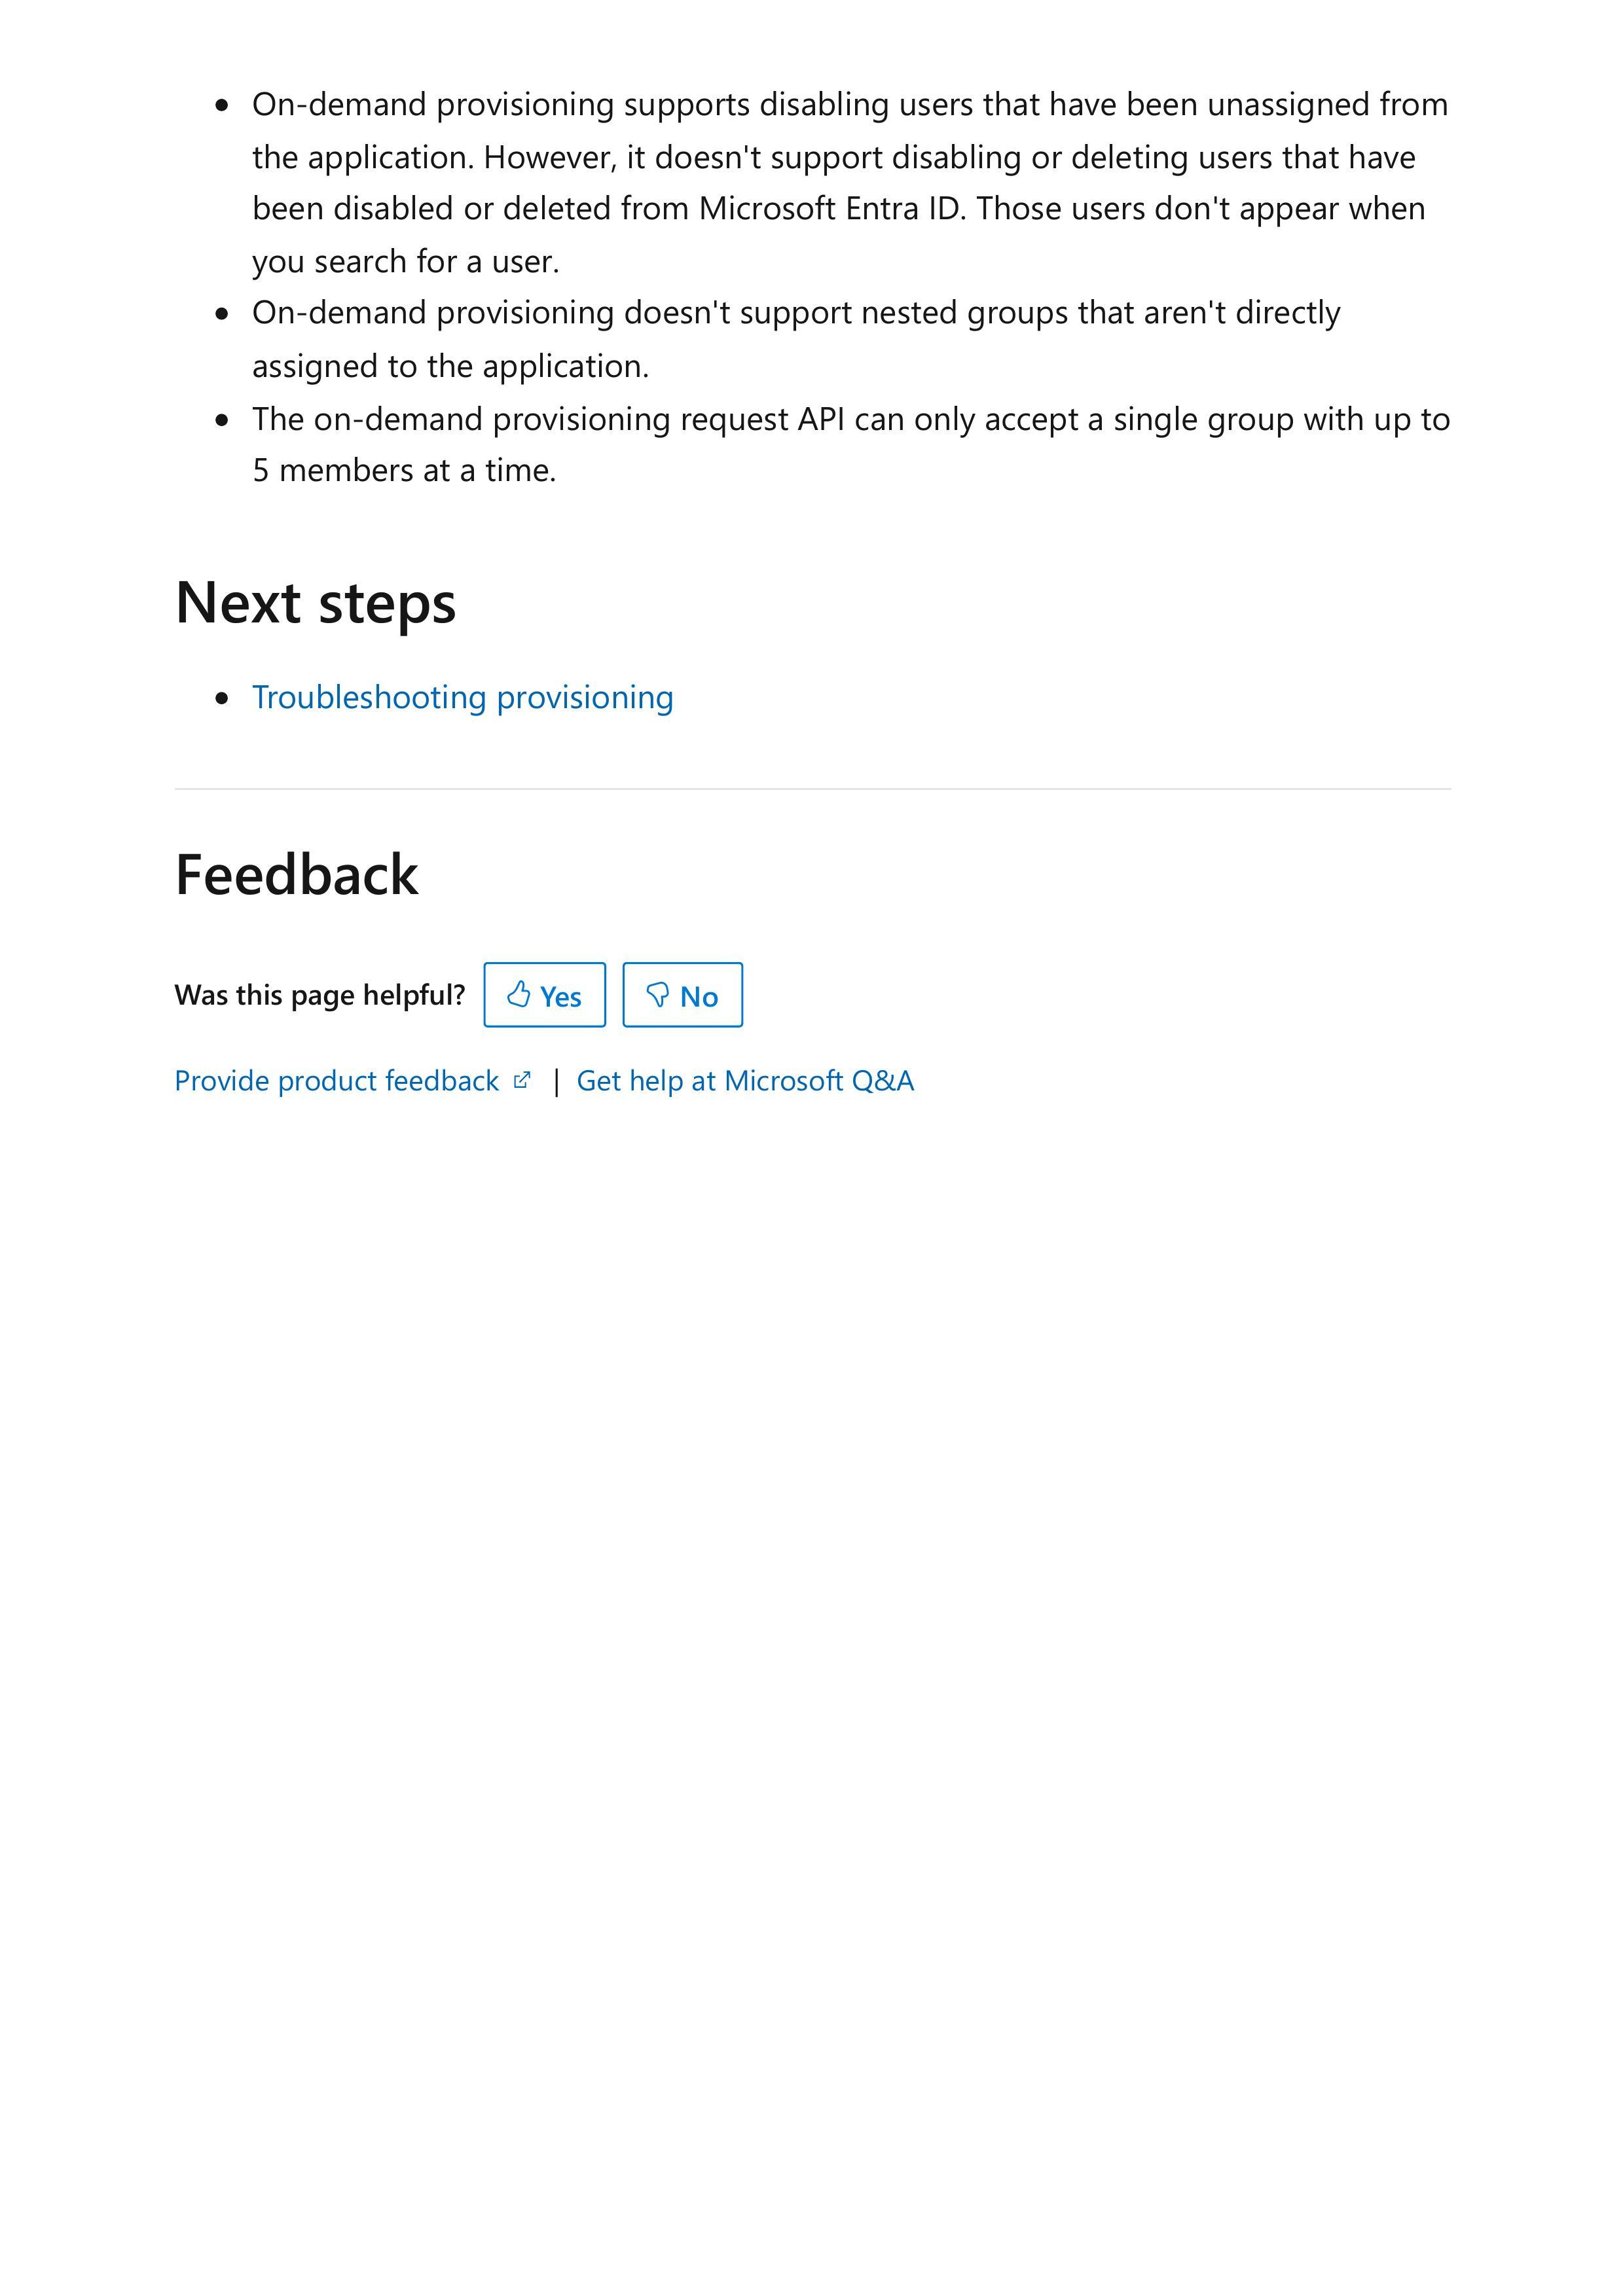 On-demand provisioning supports disabling users that have been unassigned from
the application. However, it doesn't support disabling or deleting users that have
been disabled or deleted from Microsoft Entra ID. Those users don't appear when
you search for a user.
On-demand provisioning doesn't support nested groups that aren't directly
assigned to the application.
The on-demand provisioning request API can only accept a single group with up to
5 members at a time.
Next steps
Troubleshooting provisioning
Feedback
Was this page helpful? Yes No
Provide product feedback | Get help at Microsoft Q&A